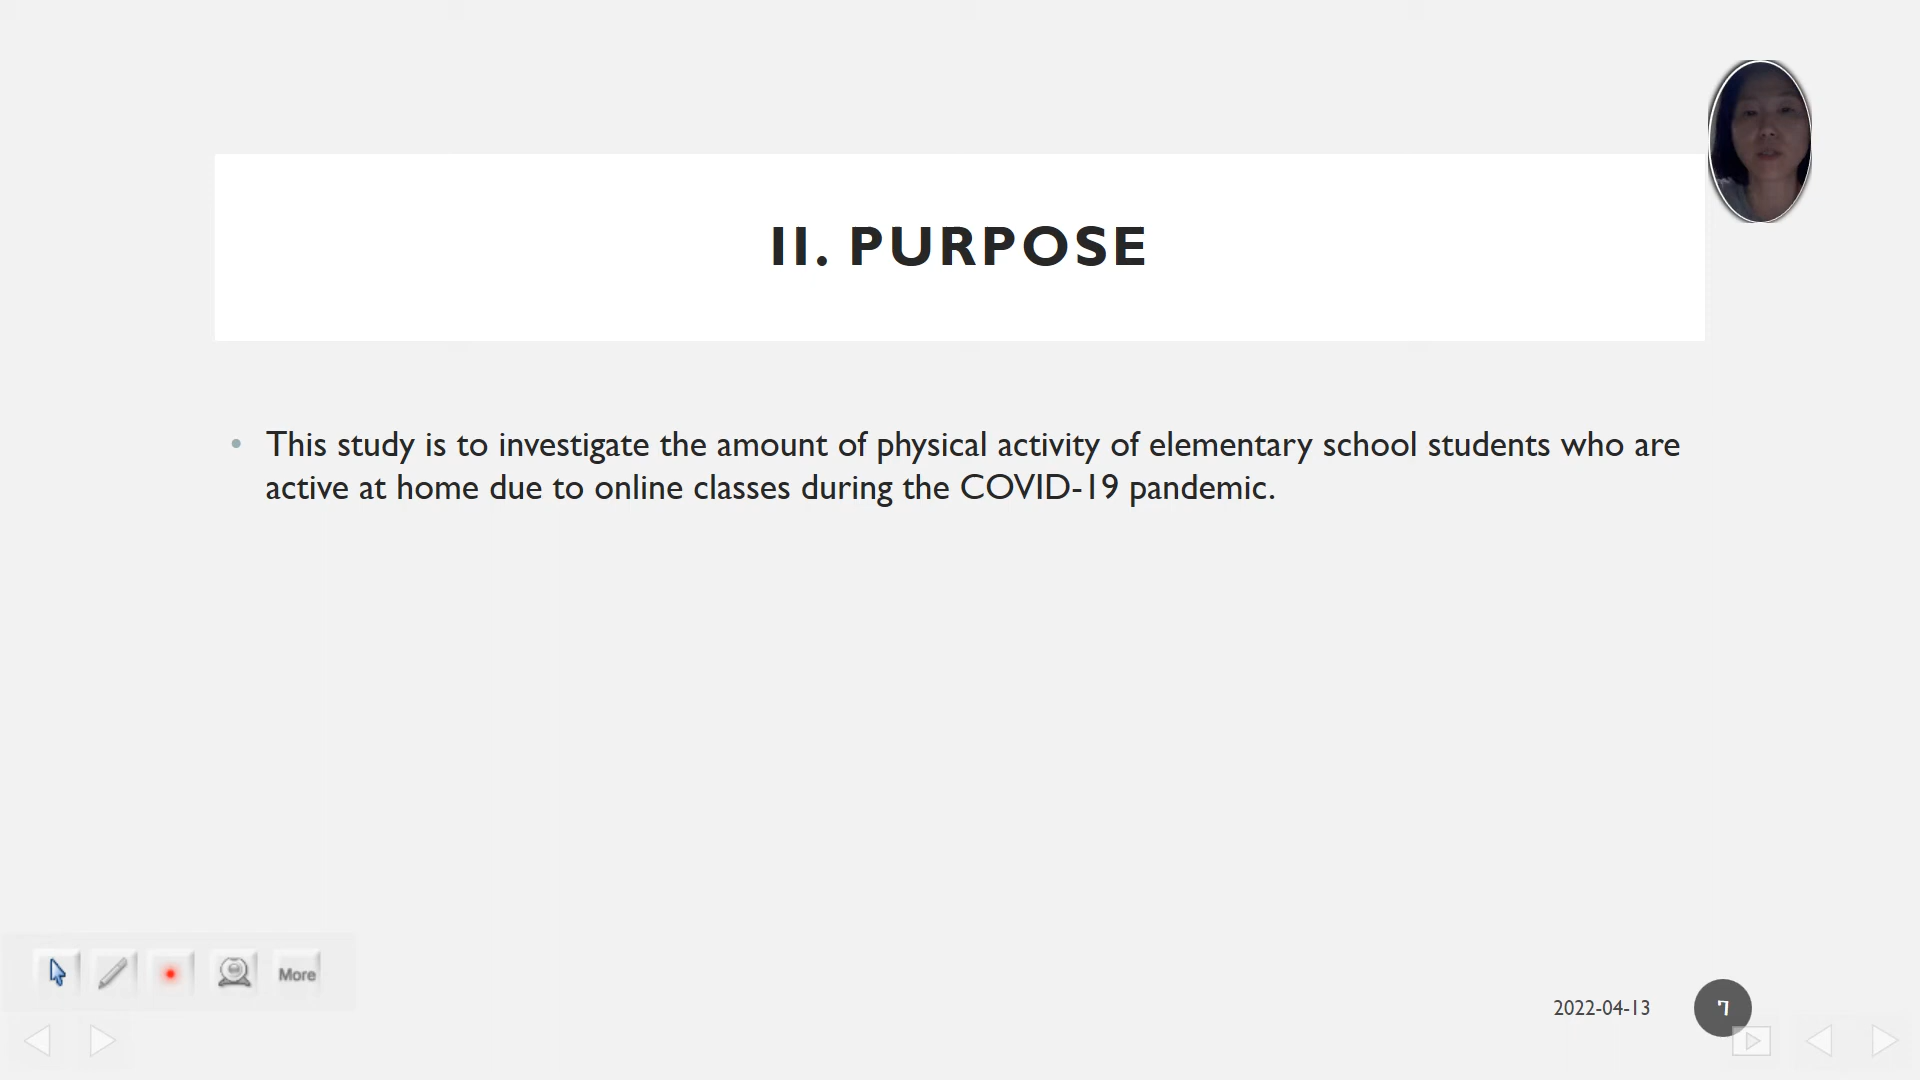 II. PURPOSE
• This study is to investigate the amount of physical activity of elementary school students who are
active at home due to online classes during the COVID-19 pandemic.
More
2022-04-13
7